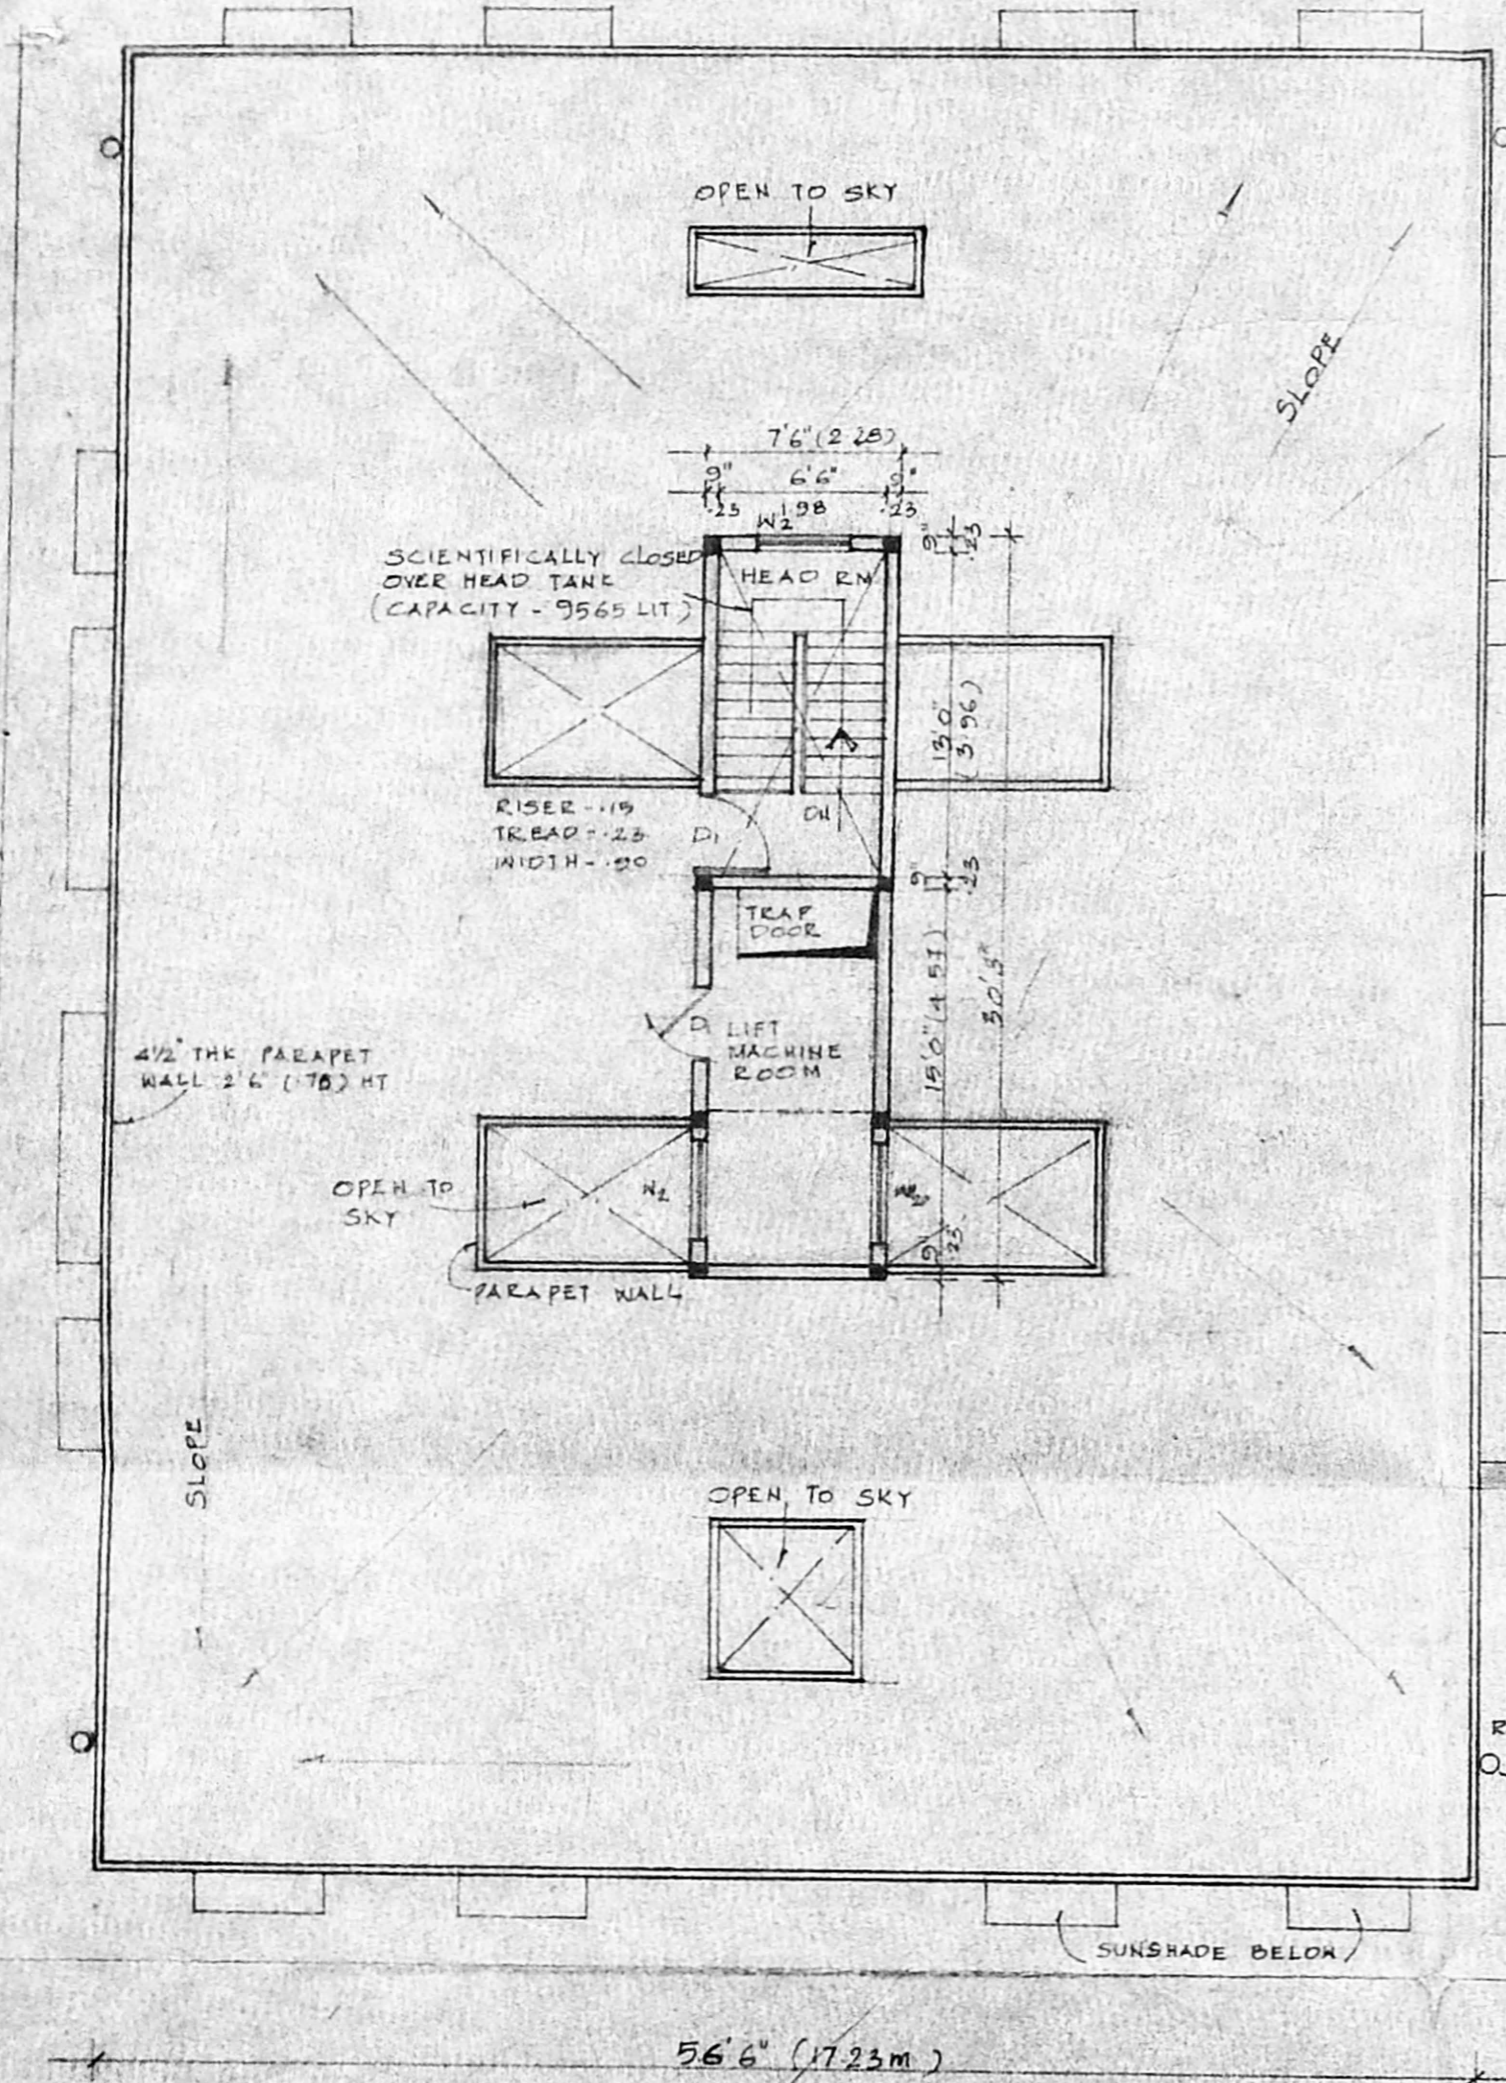 OPEN TO SKY
SLOPE
7'6" (2.28)
9" 6'6" 9"
.23 1.98 .23
W2
9"
.23
SCIENTIFICALLY CLOSED
OVER HEAD TANK
(CAPACITY - 9565 LIT)
HEAD RM
13'0"
(3.96)
RISER - .15
TREAD - .23
WIDTH - .90
D1
DN
9"
.23
TRAP
DOOR
15'0" (4.57)
30'3"
D1
LIFT
MACHINE
ROOM
4½" THK PARAPET
WALL 2'6" (.75) HT
OPEN TO
SKY
W2
W2
9"
.23
PARAPET WALL
SLOPE
OPEN TO SKY
R
SUNSHADE BELOW
56'6" (17.23m)